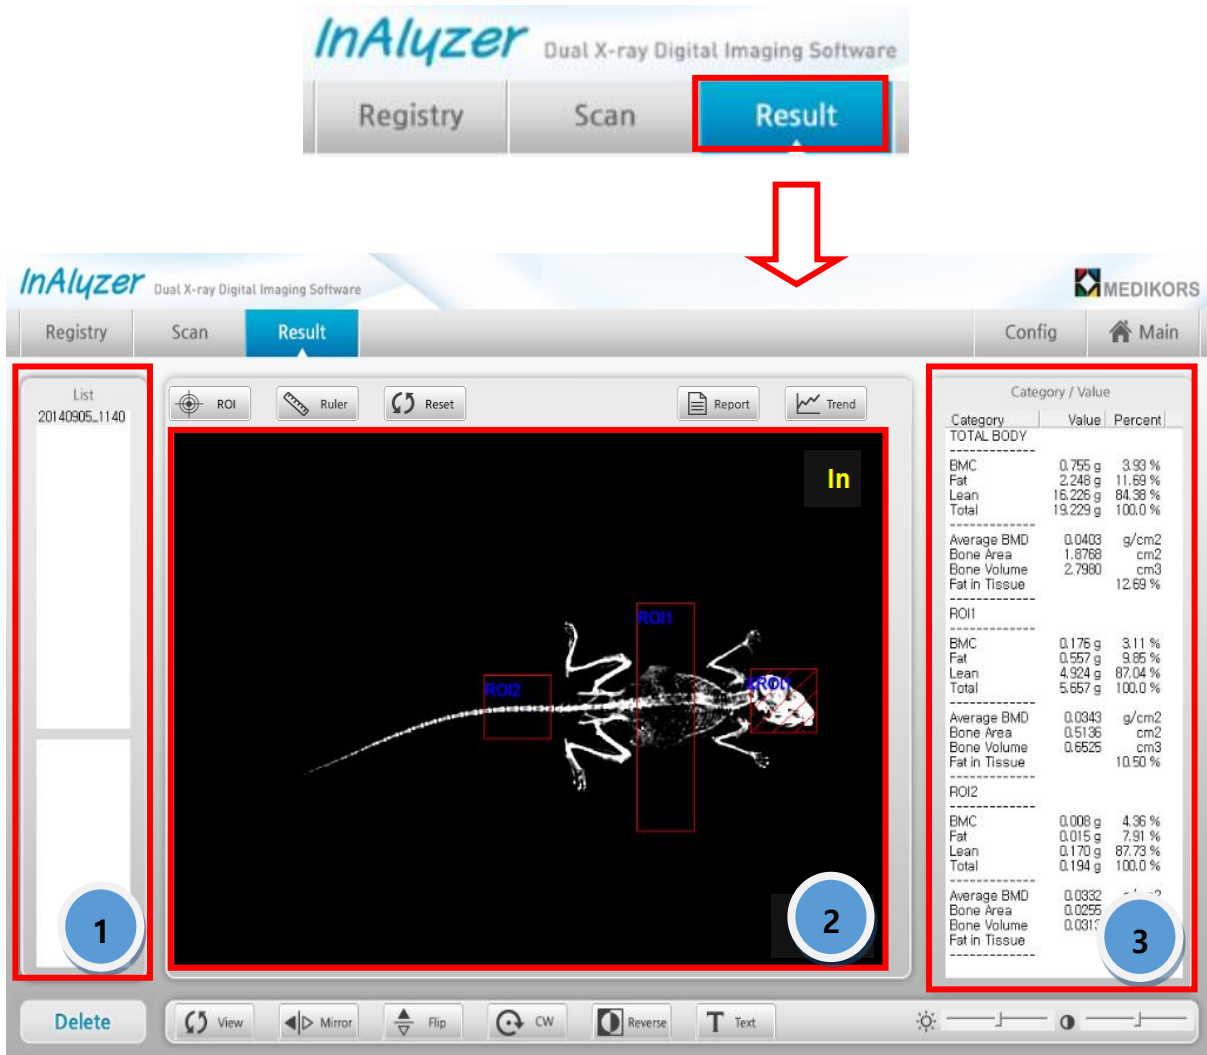 InAlyzer Dual X-ray Digital Imaging Software
Registry Scan Result
InAlyzer Dual X-ray Digital Imaging Software MEDIKORS
Registry Scan Result Config Main
List
20140905_1140
ROI Ruler Reset Report Trend
In
ROI1
ROI2
XROI1
Category / Value
Category Value Percent
TOTAL BODY
-------------
BMC 0.755 g 3.93 %
Fat 2.248 g 11.69 %
Lean 16.226 g 84.38 %
Total 19.229 g 100.0 %
-------------
Average BMD 0.0403 g/cm2
Bone Area 1.8768 cm2
Bone Volume 2.7980 cm3
Fat in Tissue 12.69 %
-------------
ROI1
-------------
BMC 0.176 g 3.11 %
Fat 0.557 g 9.85 %
Lean 4.924 g 87.04 %
Total 5.657 g 100.0 %
-------------
Average BMD 0.0343 g/cm2
Bone Area 0.5136 cm2
Bone Volume 0.6525 cm3
Fat in Tissue 10.50 %
-------------
ROI2
-------------
BMC 0.008 g 4.36 %
Fat 0.015 g 7.91 %
Lean 0.170 g 87.73 %
Total 0.194 g 100.0 %
-------------
Average BMD 0.0332
Bone Area 0.0255
Bone Volume
Fat in Tissue
-------------
1
2
3
Delete View Mirror Flip CW Reverse T Text